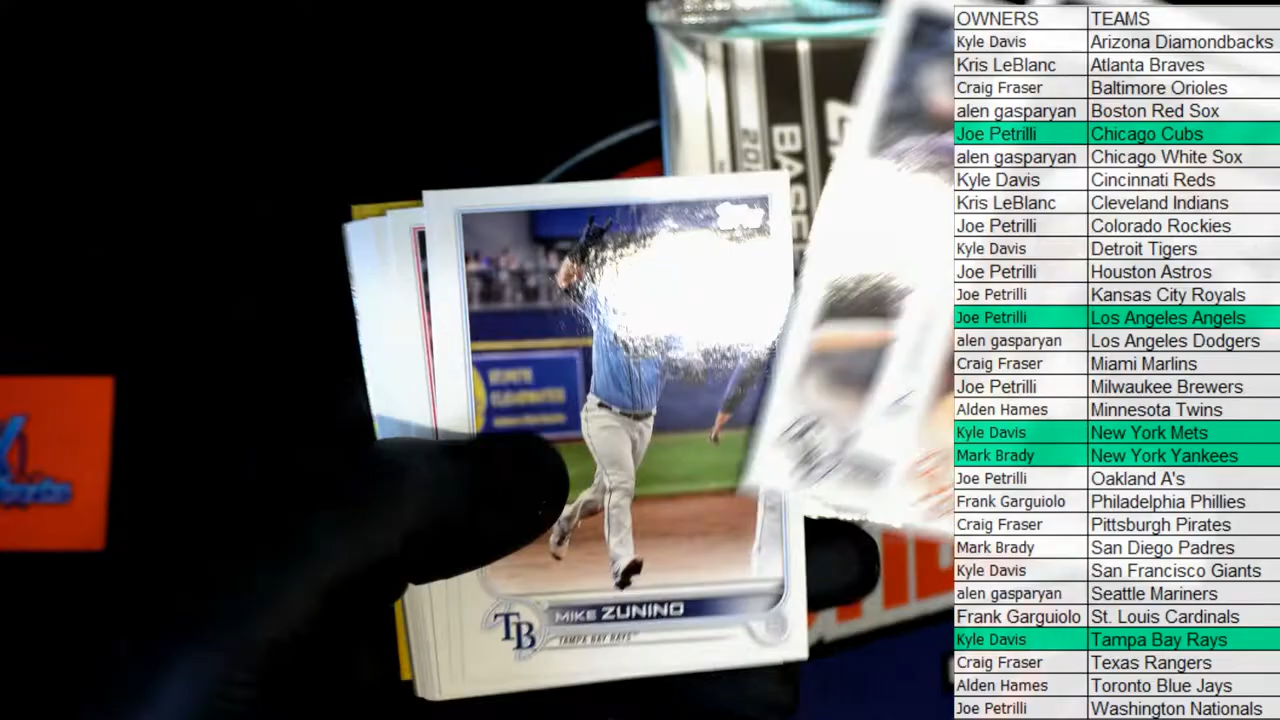 OWNERS TEAMS
Kyle Davis Arizona Diamondbacks
Kris LeBlanc Atlanta Braves
Craig Fraser Baltimore Orioles
alen gasparyan Boston Red Sox
Joe Petrilli Chicago Cubs
alen gasparyan Chicago White Sox
Kyle Davis Cincinnati Reds
Kris LeBlanc Cleveland Indians
Joe Petrilli Colorado Rockies
Kyle Davis Detroit Tigers
Joe Petrilli Houston Astros
Joe Petrilli Kansas City Royals
Joe Petrilli Los Angeles Angels
alen gasparyan Los Angeles Dodgers
Craig Fraser Miami Marlins
Joe Petrilli Milwaukee Brewers
Alden Hames Minnesota Twins
Kyle Davis New York Mets
Mark Brady New York Yankees
Joe Petrilli Oakland A's
Frank Garguiolo Philadelphia Phillies
Craig Fraser Pittsburgh Pirates
Mark Brady San Diego Padres
Kyle Davis San Francisco Giants
alen gasparyan Seattle Mariners
Frank Garguiolo St. Louis Cardinals
Kyle Davis Tampa Bay Rays
Craig Fraser Texas Rangers
Alden Hames Toronto Blue Jays
Joe Petrilli Washington Nationals
BASE
TB
MIKE ZUNINO
TAMPA BAY RAYS